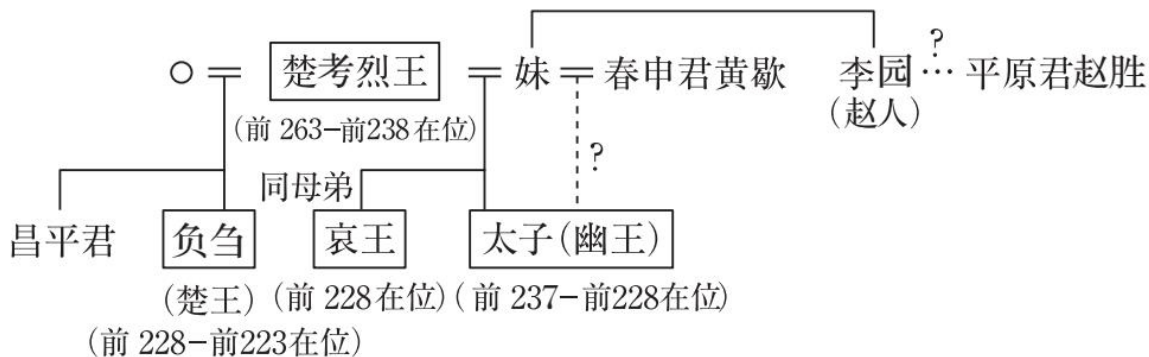 ?
○ 楚考烈王 妹 春申君黄歇 李园…平原君赵胜
(前 263-前238 在位) (赵人)
?
同母弟
昌平君 负刍 哀王 太子(幽王)
(楚王) (前 228在位) (前 237-前228在位)
(前 228-前223在位)